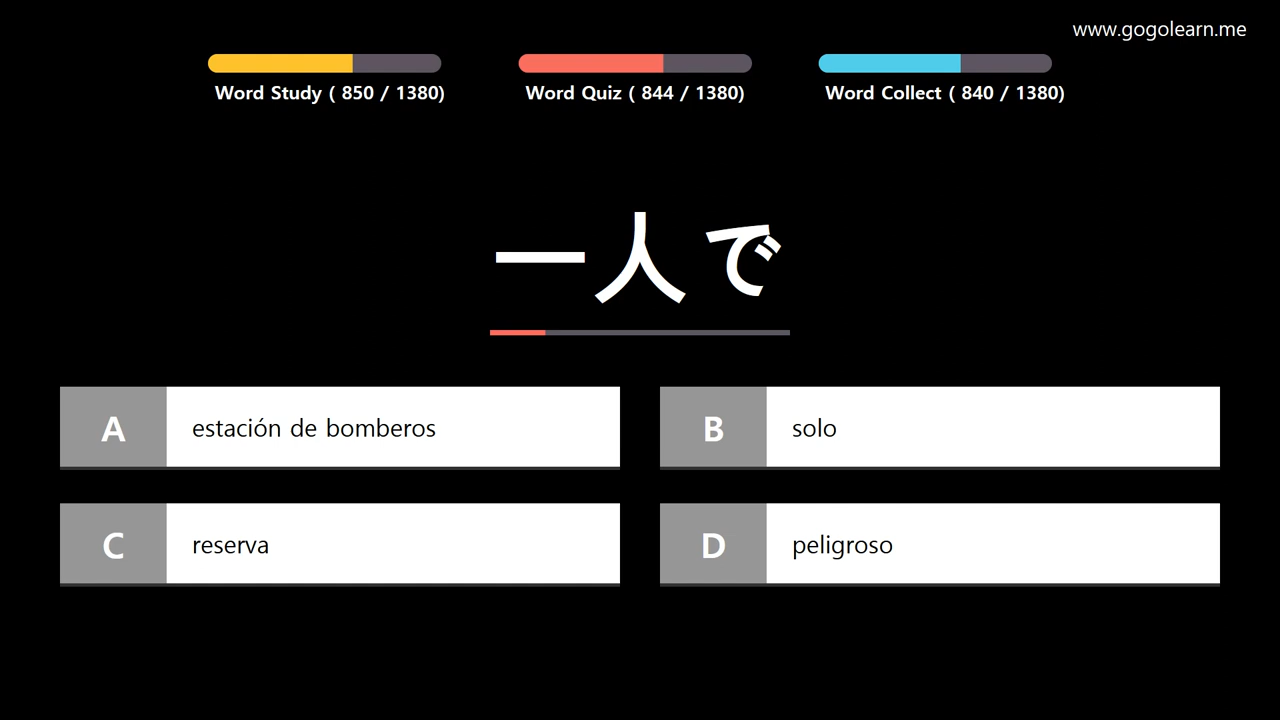 www.gogolearn.me
Word Study ( 850 / 1380)
Word Quiz ( 844 / 1380)
Word Collect ( 840 / 1380)
一人で
A estación de bomberos
B solo
C reserva
D peligroso